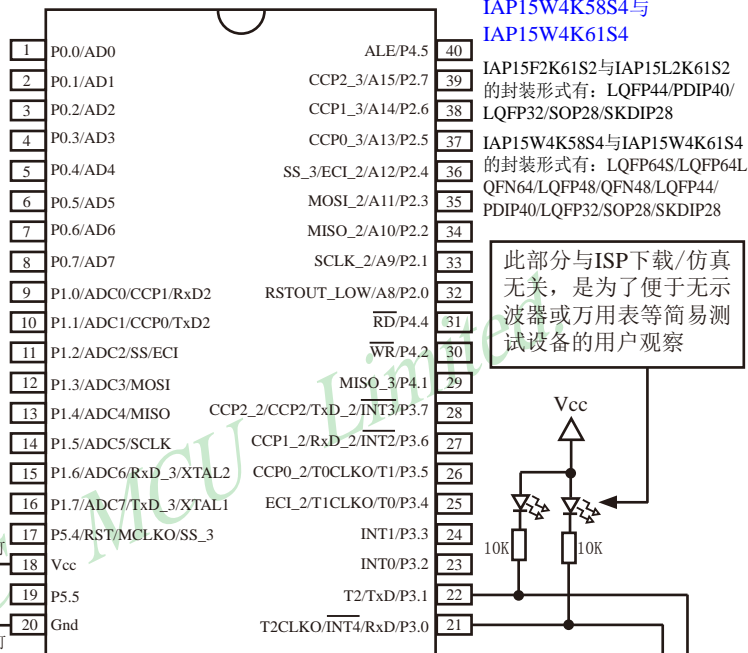 IAP15W4K58S4与
IAP15W4K61S4
IAP15F2K61S2与IAP15L2K61S2
的封装形式有：LQFP44/PDIP40/
LQFP32/SOP28/SKDIP28
IAP15W4K58S4与IAP15W4K61S4
的封装形式有：LQFP64S/LQFP64L
QFN64/LQFP48/QFN48/LQFP44/
PDIP40/LQFP32/SOP28/SKDIP28
此部分与ISP下载/仿真
无关，是为了便于无示
波器或万用表等简易测
试设备的用户观察
Vcc
10K
10K
1 P0.0/AD0 ALE/P4.5 40
2 P0.1/AD1 CCP2_3/A15/P2.7 39
3 P0.2/AD2 CCP1_3/A14/P2.6 38
4 P0.3/AD3 CCP0_3/A13/P2.5 37
5 P0.4/AD4 SS_3/ECI_2/A12/P2.4 36
6 P0.5/AD5 MOSI_2/A11/P2.3 35
7 P0.6/AD6 MISO_2/A10/P2.2 34
8 P0.7/AD7 SCLK_2/A9/P2.1 33
9 P1.0/ADC0/CCP1/RxD2 RSTOUT_LOW/A8/P2.0 32
10 P1.1/ADC1/CCP0/TxD2 RD/P4.4 31
11 P1.2/ADC2/SS/ECI WR/P4.2 30
12 P1.3/ADC3/MOSI MISO_3/P4.1 29
13 P1.4/ADC4/MISO CCP2_2/CCP2/TxD_2/INT3/P3.7 28
14 P1.5/ADC5/SCLK CCP1_2/RxD_2/INT2/P3.6 27
15 P1.6/ADC6/RxD_3/XTAL2 CCP0_2/T0CLKO/T1/P3.5 26
16 P1.7/ADC7/TxD_3/XTAL1 ECI_2/T1CLKO/T0/P3.4 25
17 P5.4/RST/MCLKO/SS_3 INT1/P3.3 24
18 Vcc INT0/P3.2 23
19 P5.5 T2/TxD/P3.1 22
20 Gnd T2CLKO/INT4/RxD/P3.0 21
MCU Limited.